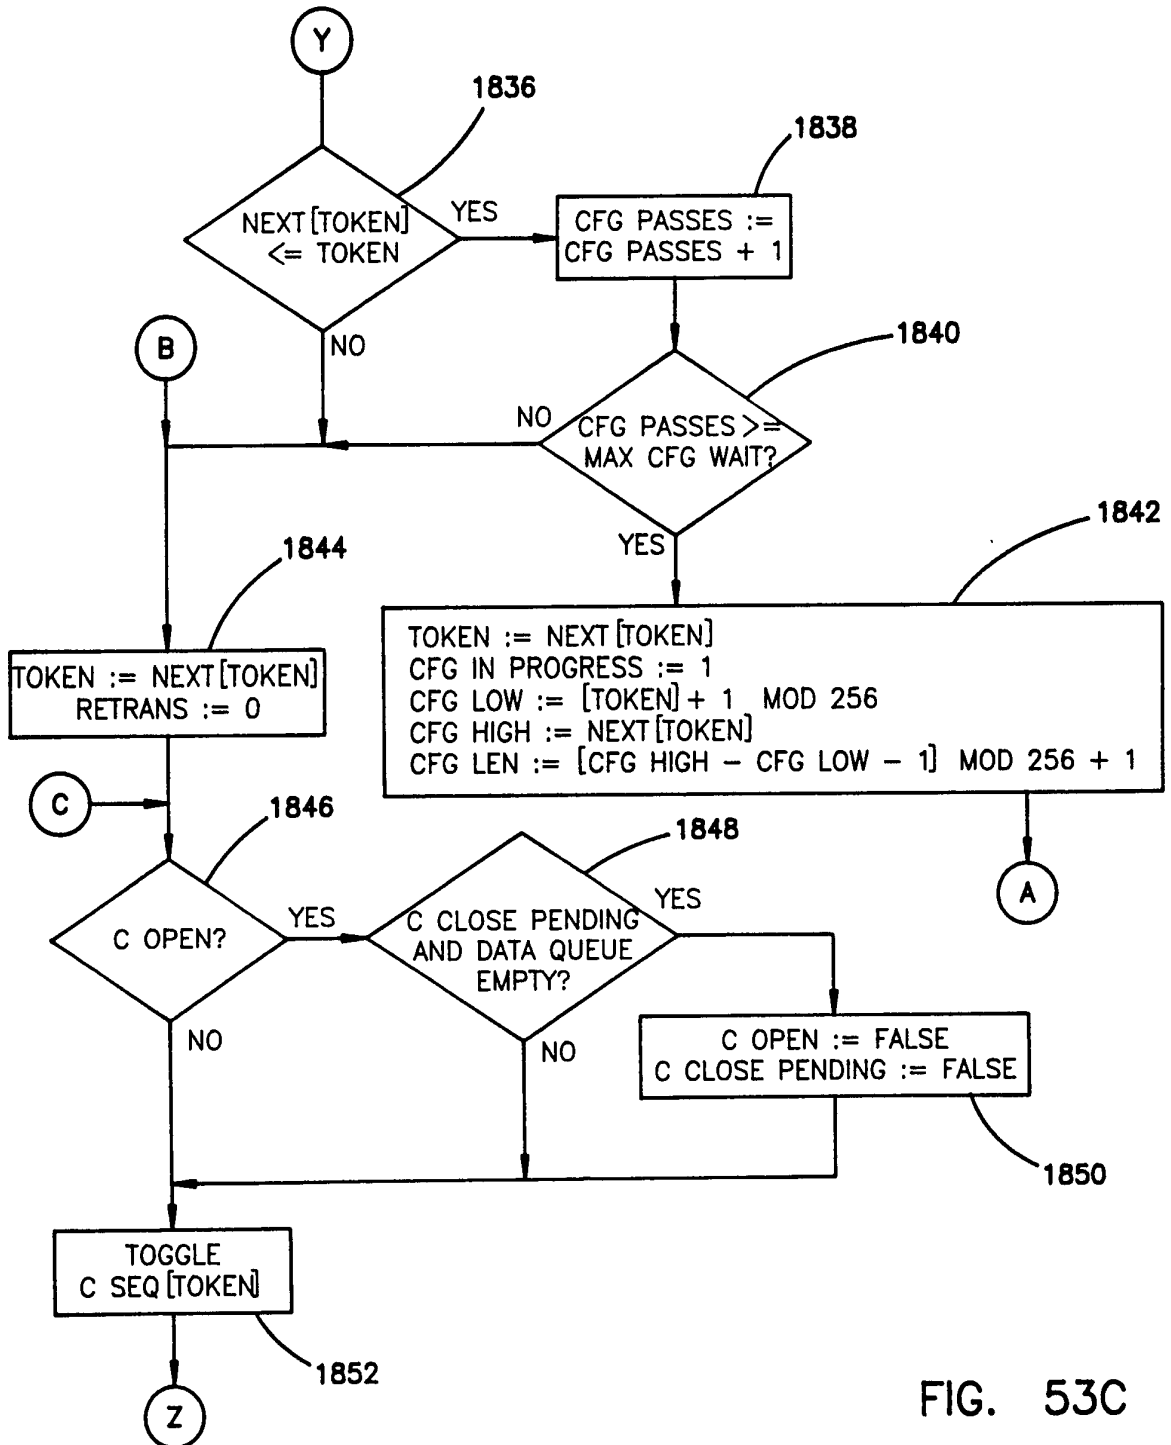 Y
1836
1838
NEXT[TOKEN]
<= TOKEN
YES
CFG PASSES :=
CFG PASSES + 1
NO
B
1840
NO
CFG PASSES >=
MAX CFG WAIT?
YES
1842
1844
TOKEN := NEXT[TOKEN]
CFG IN PROGRESS := 1
CFG LOW := [TOKEN] + 1 MOD 256
CFG HIGH := NEXT[TOKEN]
CFG LEN := [CFG HIGH - CFG LOW - 1] MOD 256 + 1
TOKEN := NEXT[TOKEN]
RETRANS := 0
C
1846
1848
A
C OPEN?
YES
C CLOSE PENDING
AND DATA QUEUE
EMPTY?
YES
NO
NO
C OPEN := FALSE
C CLOSE PENDING := FALSE
1850
TOGGLE
C SEQ[TOKEN]
1852
Z
FIG. 53C